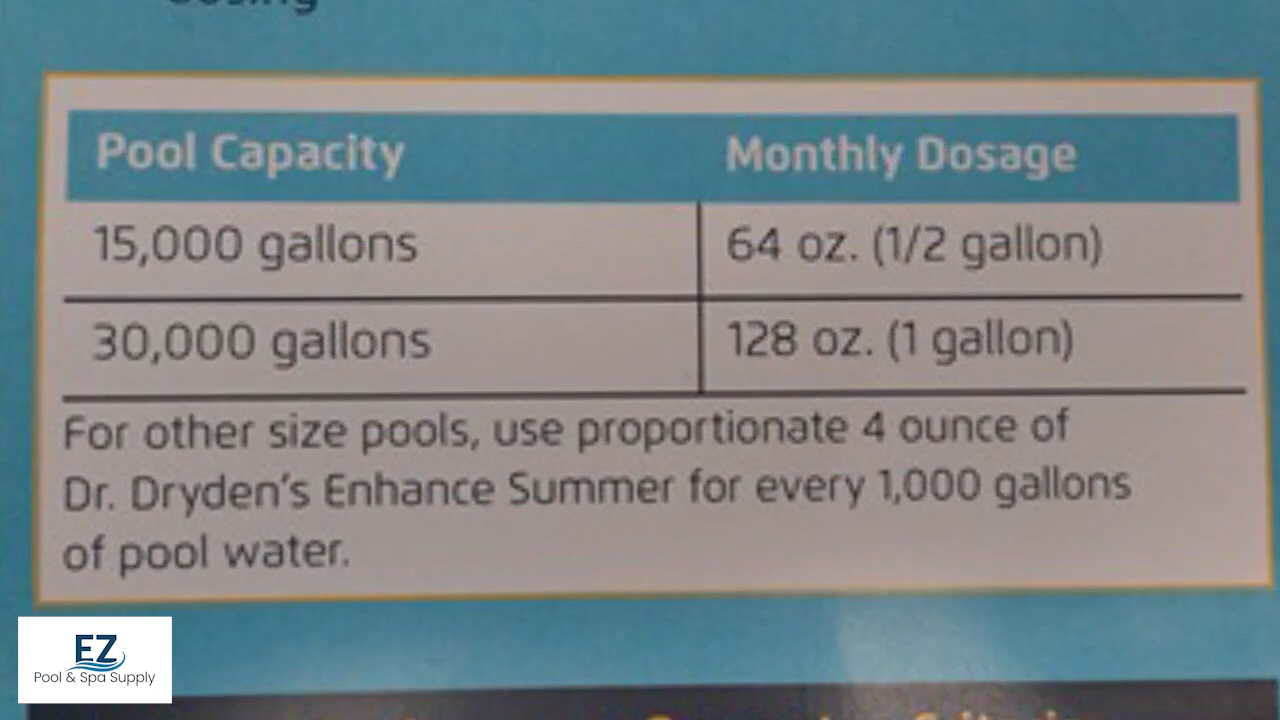 Pool Capacity Monthly Dosage
15,000 gallons 64 oz. (1/2 gallon)
30,000 gallons 128 oz. (1 gallon)
For other size pools, use proportionate 4 ounce of
Dr. Dryden's Enhance Summer for every 1,000 gallons
of pool water.
EZ
Pool & Spa Supply